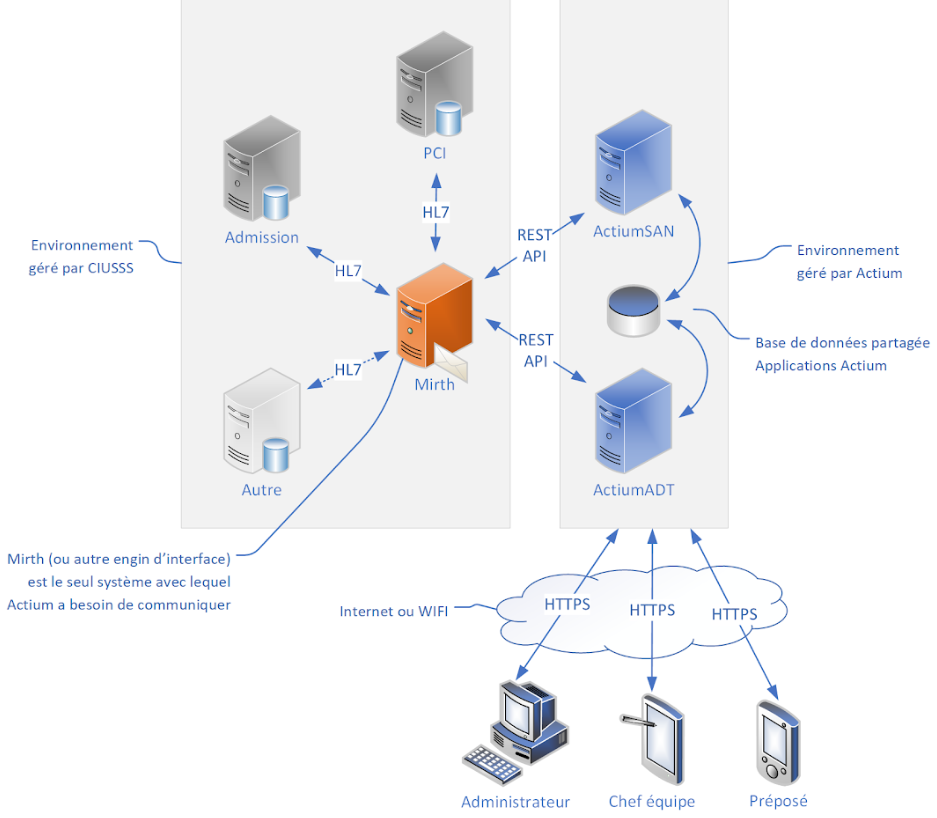 PCI
Admission
HL7
HL7
REST
API
ActiumSAN
Environnement
géré par CIUSSS
Environnement
géré par Actium
Base de données partagée
Applications Actium
REST
API
HL7
Mirth
Autre
ActiumADT
Mirth (ou autre engin d’interface)
est le seul système avec lequel
Actium a besoin de communiquer
Internet ou WIFI
HTTPS
HTTPS
HTTPS
Administrateur
Chef équipe
Préposé